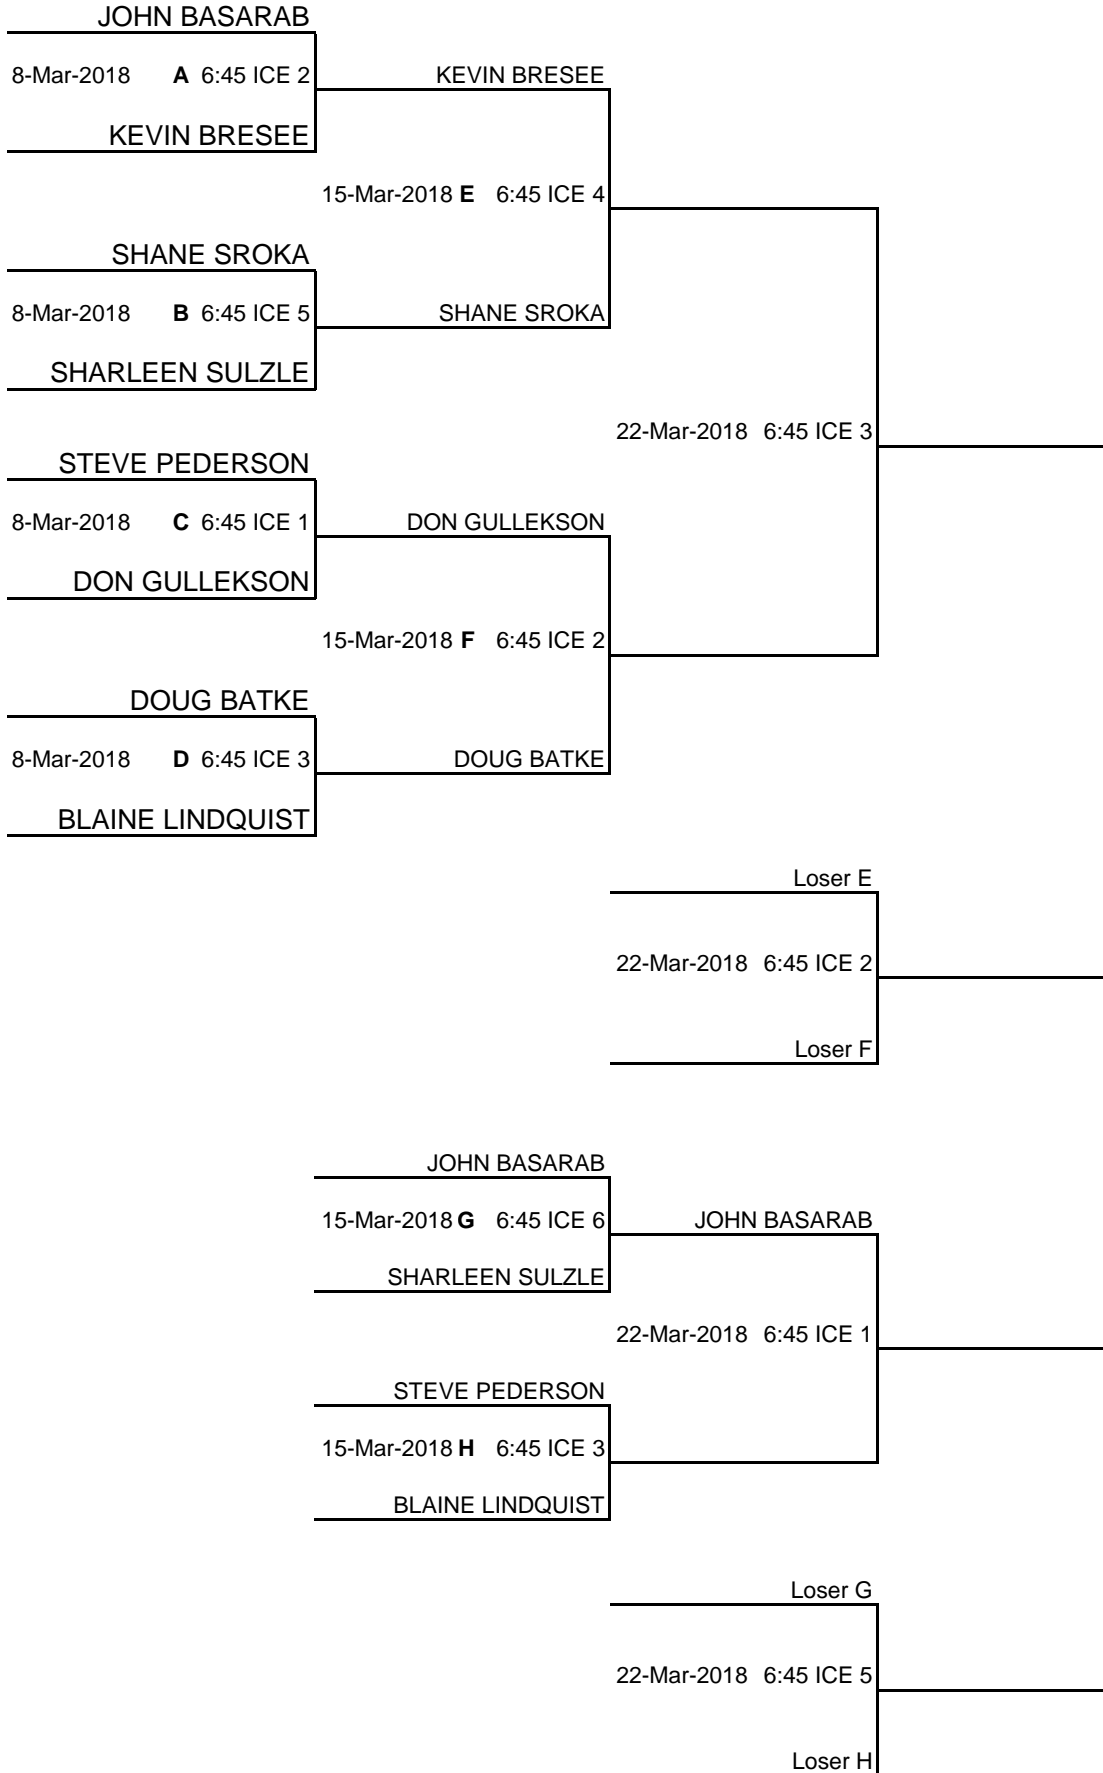 JOHN BASARAB
8-Mar-2018 A 6:45 ICE 2
KEVIN BRESEE
KEVIN BRESEE
15-Mar-2018 E 6:45 ICE 4
SHANE SROKA
8-Mar-2018 B 6:45 ICE 5
SHANE SROKA
SHARLEEN SULZLE
22-Mar-2018 6:45 ICE 3
STEVE PEDERSON
8-Mar-2018 C 6:45 ICE 1
DON GULLEKSON
DON GULLEKSON
15-Mar-2018 F 6:45 ICE 2
DOUG BATKE
8-Mar-2018 D 6:45 ICE 3
DOUG BATKE
BLAINE LINDQUIST
Loser E
22-Mar-2018 6:45 ICE 2
Loser F
JOHN BASARAB
15-Mar-2018 G 6:45 ICE 6
JOHN BASARAB
SHARLEEN SULZLE
22-Mar-2018 6:45 ICE 1
STEVE PEDERSON
15-Mar-2018 H 6:45 ICE 3
BLAINE LINDQUIST
Loser G
22-Mar-2018 6:45 ICE 5
Loser H